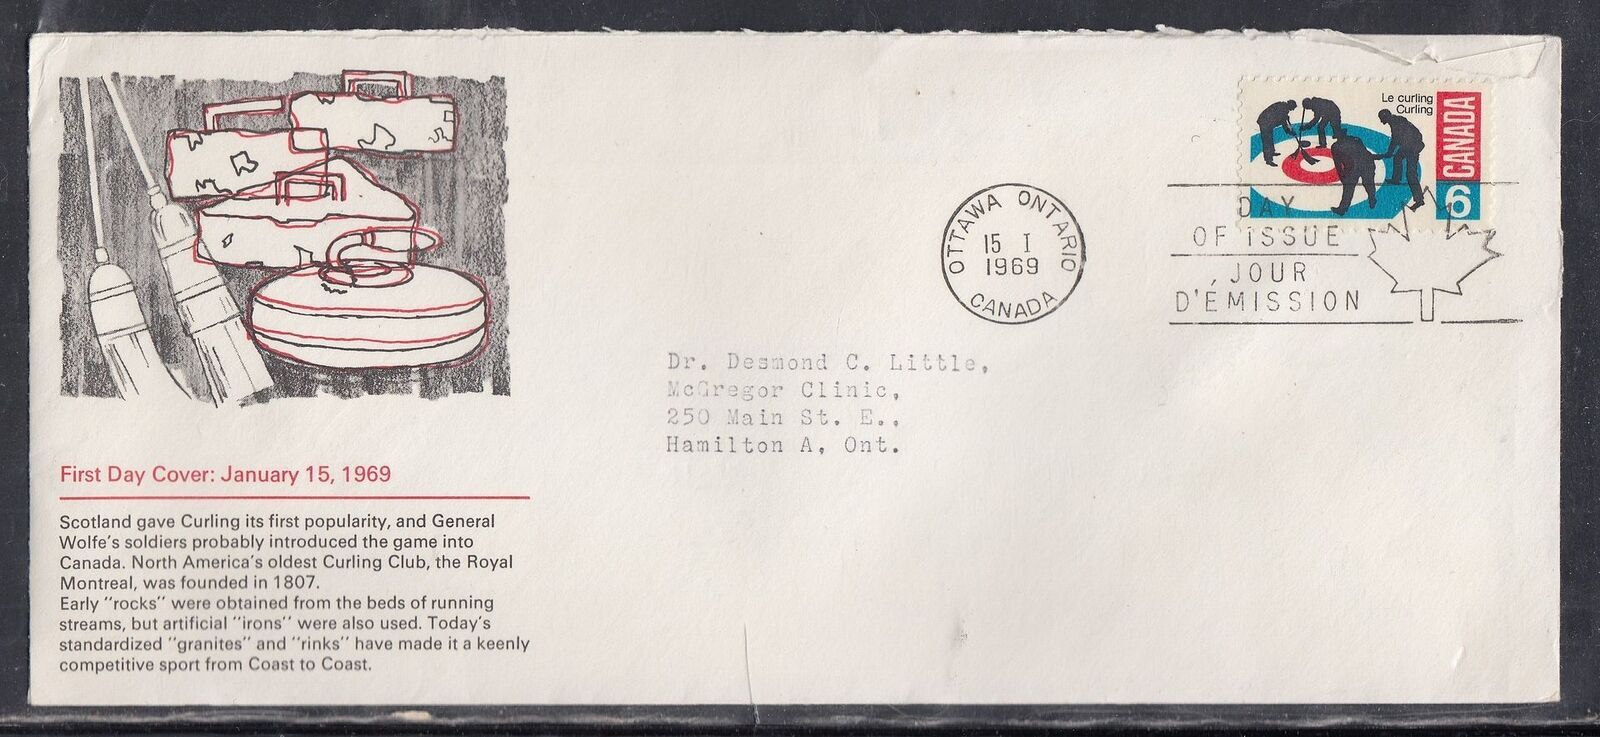 Le curling
Curling
CANADA
6
OTTAWA ONTARIO
15 I
1969
CANADA
DAY
OF ISSUE
JOUR
D'ÉMISSION
Dr. Desmond C. Little,
McGregor Clinic,
250 Main St. E.,
Hamilton A, Ont.
First Day Cover: January 15, 1969
Scotland gave Curling its first popularity, and General
Wolfe's soldiers probably introduced the game into
Canada. North America's oldest Curling Club, the Royal
Montreal, was founded in 1807.
Early "rocks" were obtained from the beds of running
streams, but artificial "irons" were also used. Today's
standardized "granites" and "rinks" have made it a keenly
competitive sport from Coast to Coast.